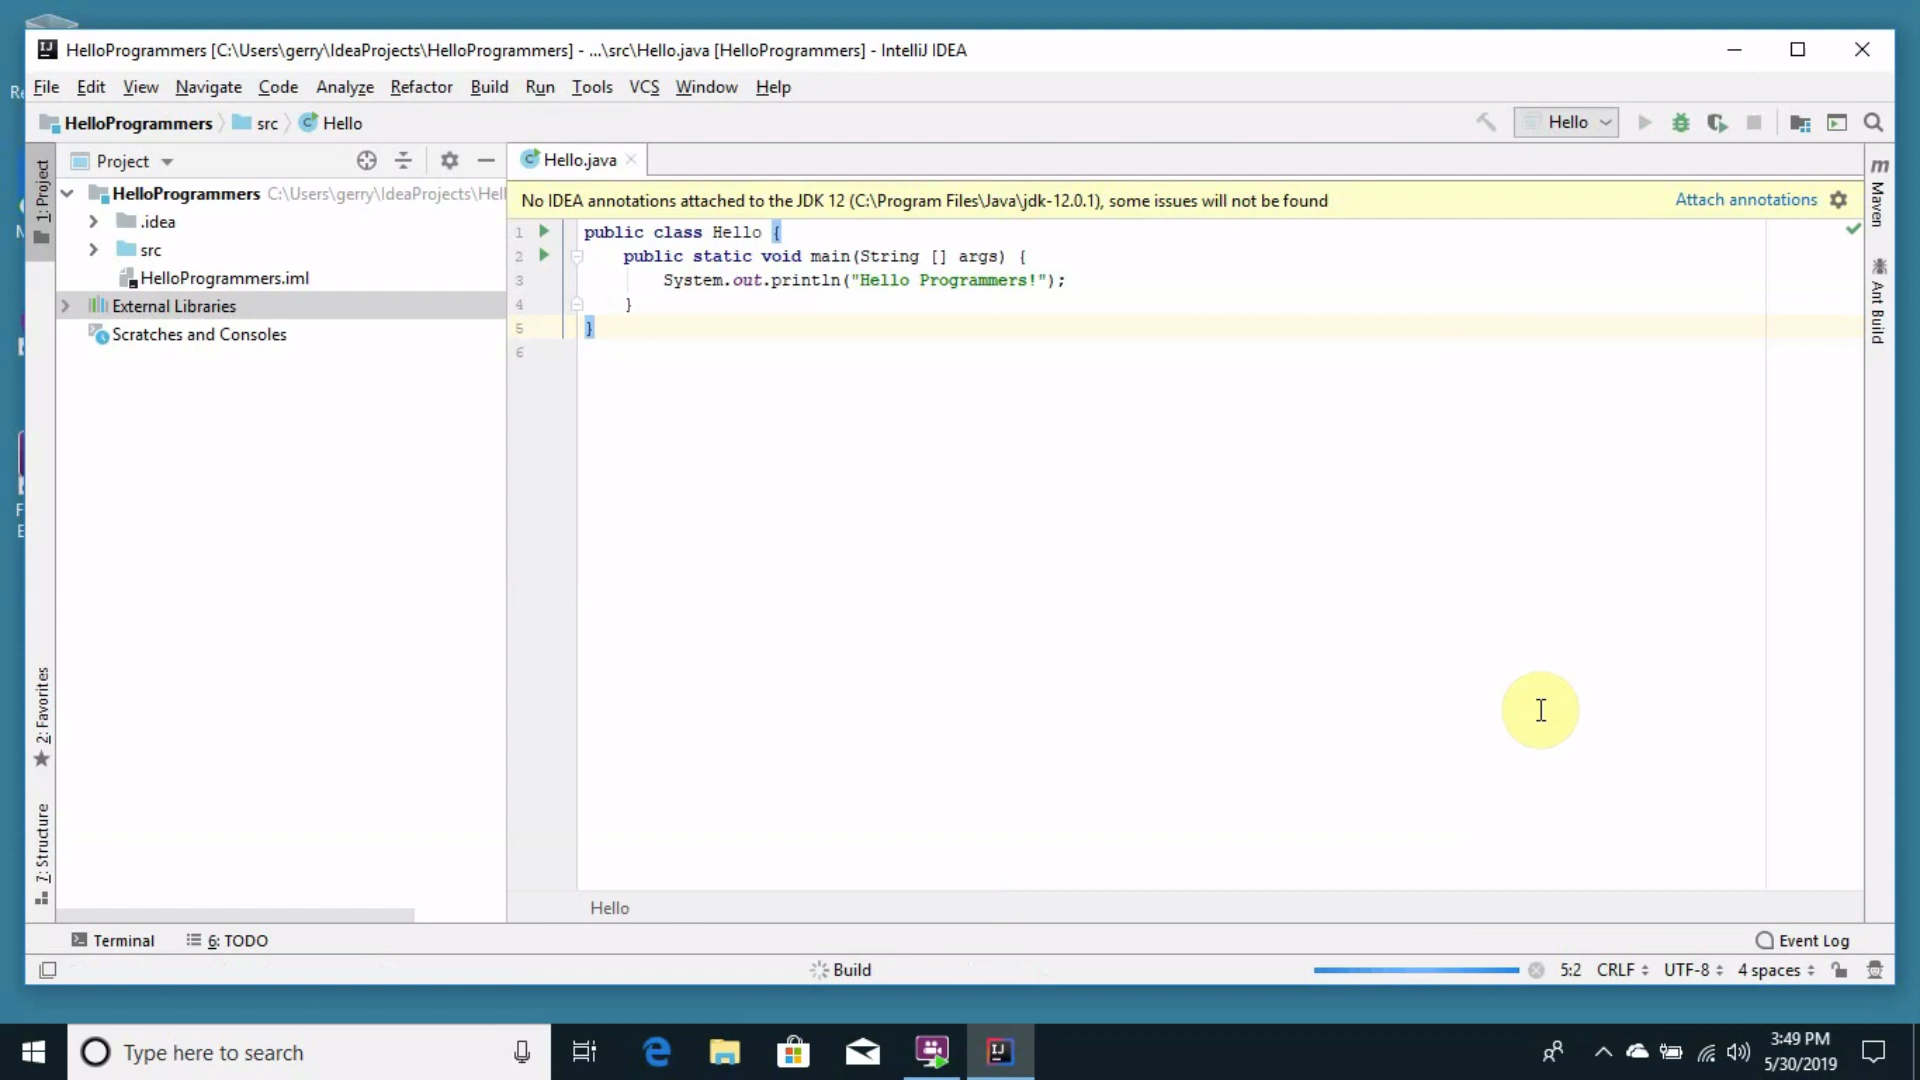 HelloProgrammers [C:\Users\gerry\IdeaProjects\HelloProgrammers] - ...\src\Hello.java [HelloProgrammers] - IntelliJ IDEA
File Edit View Navigate Code Analyze Refactor Build Run Tools VCS Window Help
HelloProgrammers src Hello
Hello
1: Project
Project
Hello.java
HelloProgrammers C:\Users\gerry\IdeaProjects\Hel
.idea
src
HelloProgrammers.iml
External Libraries
Scratches and Consoles
No IDEA annotations attached to the JDK 12 (C:\Program Files\Java\jdk-12.0.1), some issues will not be found
Attach annotations
1 public class Hello {
2 public static void main(String [] args) {
3 System.out.println("Hello Programmers!");
4 }
5 }
6
Maven
Ant Build
2: Favorites
7: Structure
Hello
Terminal
6: TODO
Event Log
Build
5:2 CRLF UTF-8 4 spaces
Type here to search
3:49 PM
5/30/2019